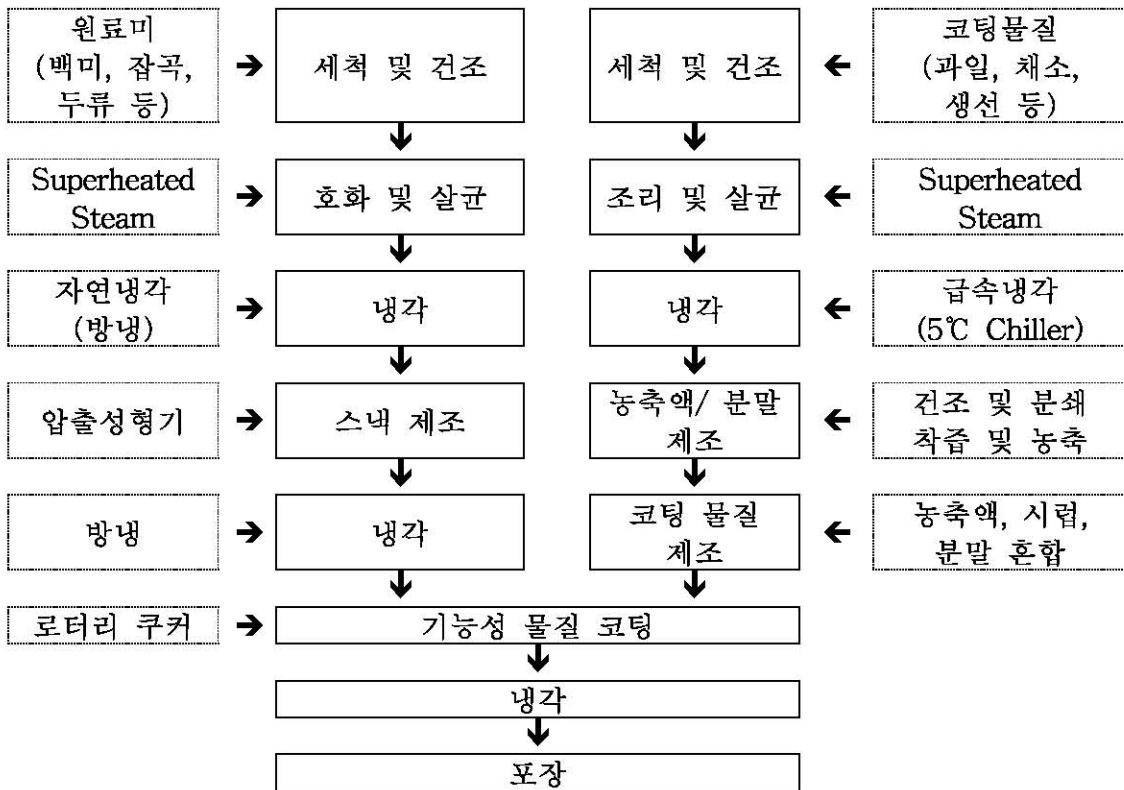 원료미
(백미, 잡곡,
두류 등)
세척 및 건조
세척 및 건조
코팅물질
(과일, 채소,
생선 등)
Superheated
Steam
호화 및 살균
조리 및 살균
Superheated
Steam
자연냉각
(방냉)
냉각
냉각
급속냉각
(5℃ Chiller)
압출성형기
스낵 제조
농축액/ 분말
제조
건조 및 분쇄
착즙 및 농축
방냉
냉각
코팅 물질
제조
농축액, 시럽,
분말 혼합
로터리 쿠커
기능성 물질 코팅
냉각
포장